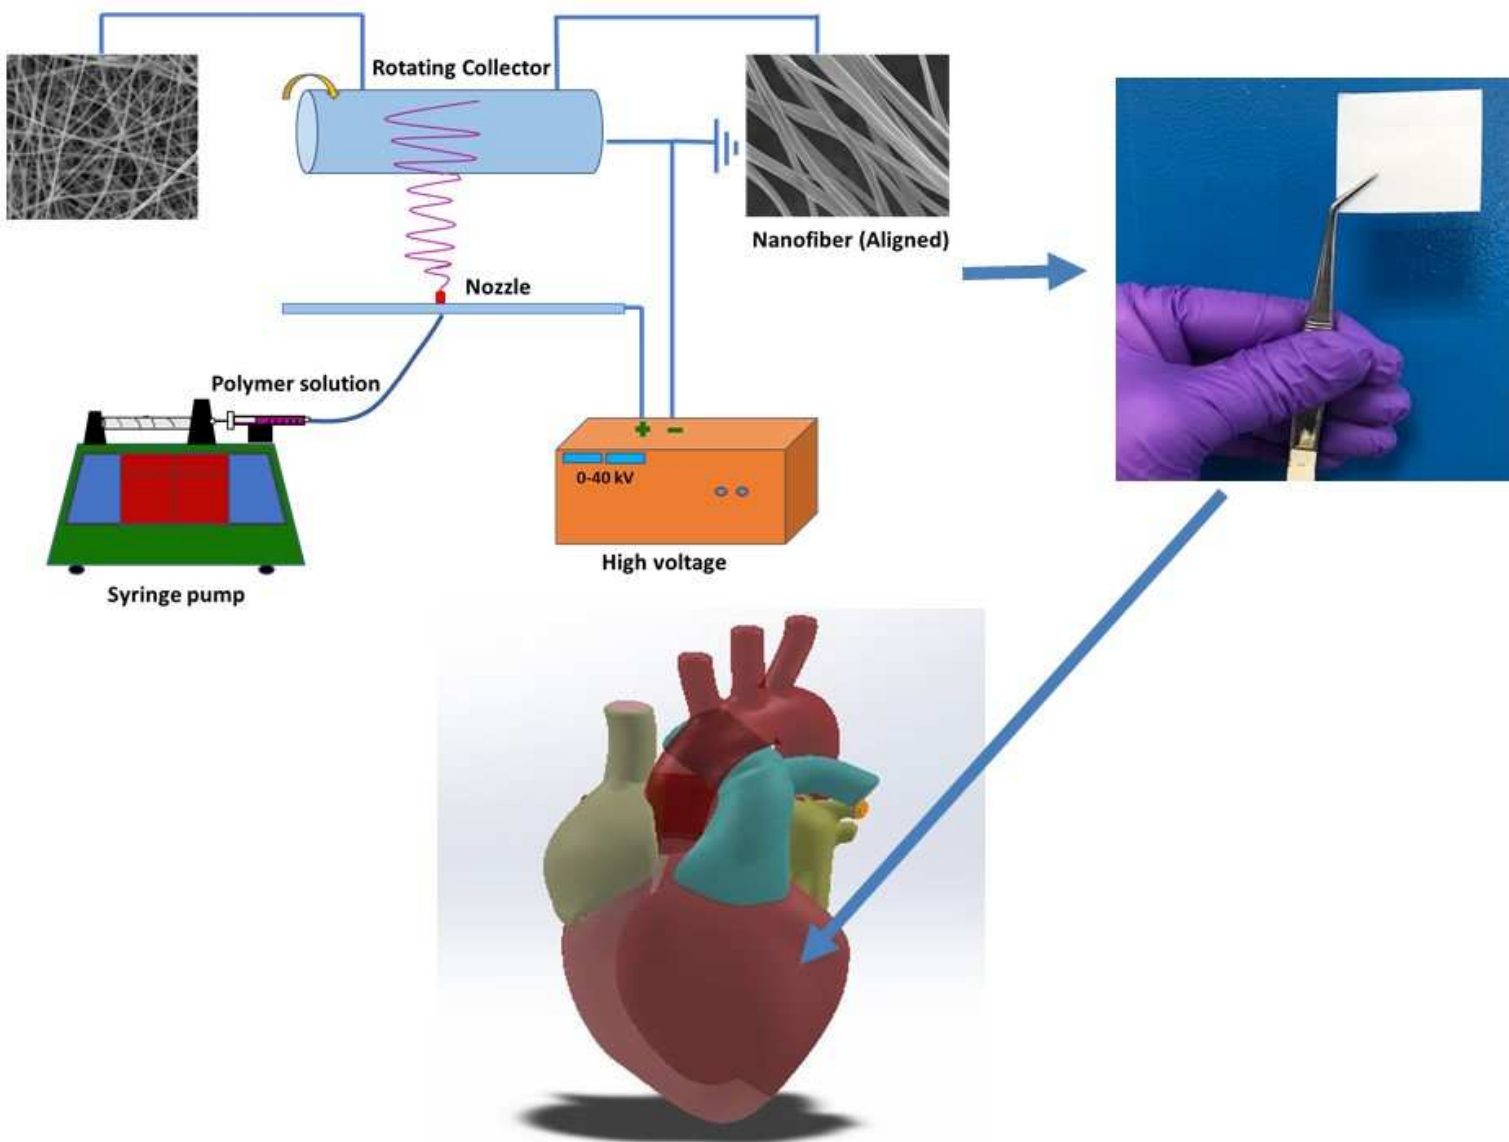 Rotating Collector
Nanofiber (Aligned)
Nozzle
Polymer solution
+ −
0-40 kV
High voltage
Syringe pump